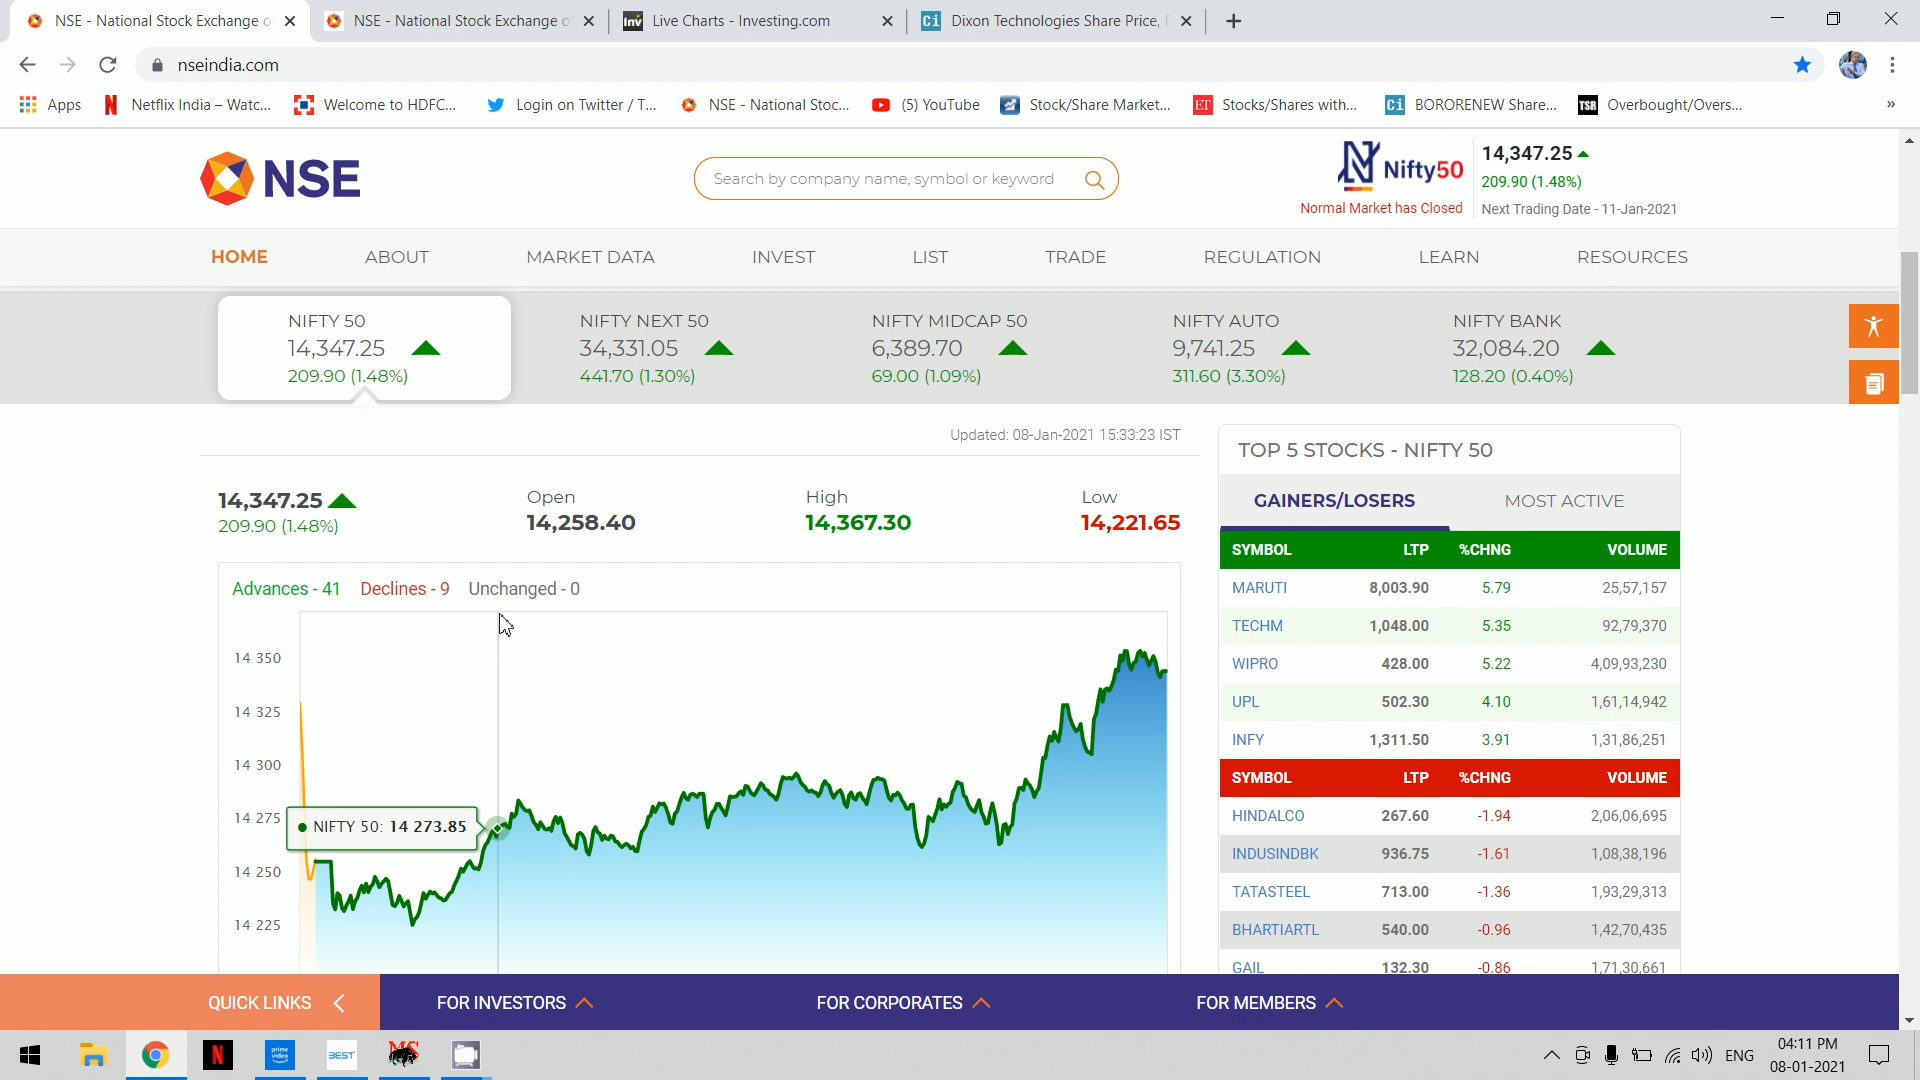 NSE - National Stock Exchange o
NSE - National Stock Exchange o
Inv Live Charts - Investing.com
Ci Dixon Technologies Share Price,
nseindia.com
Apps
Netflix India – Watc...
Welcome to HDFC...
Login on Twitter / T...
NSE - National Stoc...
(5) YouTube
Stock/Share Market...
ET Stocks/Shares with...
Ci BORORENEW Share...
TSR Overbought/Overs...
NSE
Search by company name, symbol or keyword
Nifty50
14,347.25
209.90 (1.48%)
Normal Market has Closed
Next Trading Date - 11-Jan-2021
HOME ABOUT MARKET DATA INVEST LIST TRADE REGULATION LEARN RESOURCES
NIFTY 50
14,347.25
209.90 (1.48%)
NIFTY NEXT 50
34,331.05
441.70 (1.30%)
NIFTY MIDCAP 50
6,389.70
69.00 (1.09%)
NIFTY AUTO
9,741.25
311.60 (3.30%)
NIFTY BANK
32,084.20
128.20 (0.40%)
Updated: 08-Jan-2021 15:33:23 IST
14,347.25
209.90 (1.48%)
Open
14,258.40
High
14,367.30
Low
14,221.65
Advances - 41 Declines - 9 Unchanged - 0
14 350
14 325
14 300
14 275
14 250
14 225
NIFTY 50: 14 273.85
TOP 5 STOCKS - NIFTY 50
GAINERS/LOSERS MOST ACTIVE
SYMBOL LTP %CHNG VOLUME
MARUTI 8,003.90 5.79 25,57,157
TECHM 1,048.00 5.35 92,79,370
WIPRO 428.00 5.22 4,09,93,230
UPL 502.30 4.10 1,61,14,942
INFY 1,311.50 3.91 1,31,86,251
SYMBOL LTP %CHNG VOLUME
HINDALCO 267.60 -1.94 2,06,06,695
INDUSINDBK 936.75 -1.61 1,08,38,196
TATASTEEL 713.00 -1.36 1,93,29,313
BHARTIARTL 540.00 -0.96 1,42,70,435
GAIL 132.30 -0.86 1,71,30,661
QUICK LINKS FOR INVESTORS FOR CORPORATES FOR MEMBERS
N
prime video
BEST
MS
ENG
04:11 PM
08-01-2021